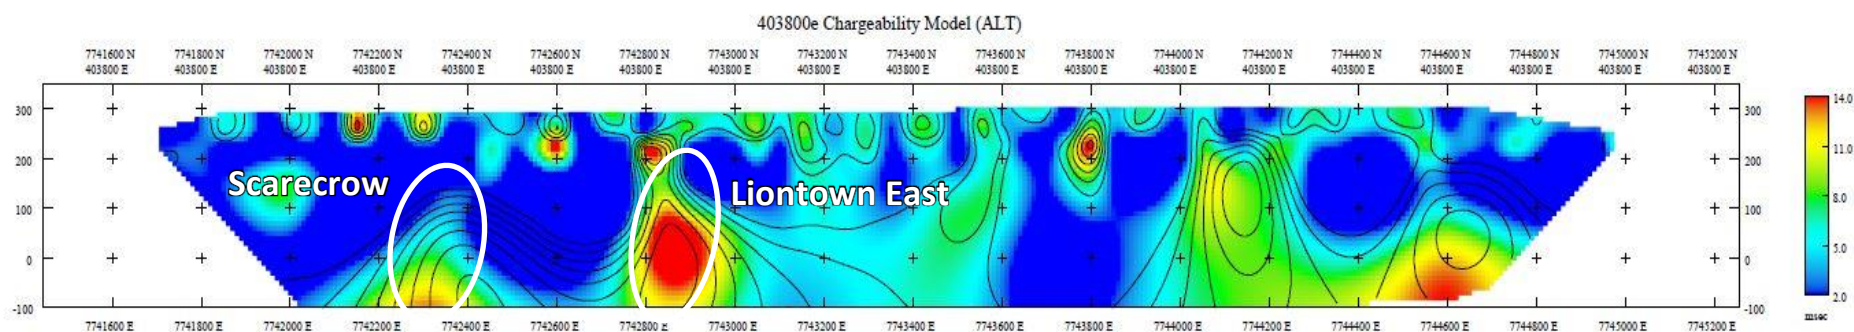 403800e Chargeability Model (ALT)
7741600 N 7741800 N 7742000 N 7742200 N 7742400 N 7742600 N 7742800 N 7743000 N 7743200 N 7743400 N 7743600 N 7743800 N 7744000 N 7744200 N 7744400 N 7744600 N 7744800 N 7745000 N 7745200 N
403800 E 403800 E 403800 E 403800 E 403800 E 403800 E 403800 E 403800 E 403800 E 403800 E 403800 E 403800 E 403800 E 403800 E 403800 E 403800 E 403800 E 403800 E 403800 E
14.0
300 300
11.0
200 200
Scarecrow Liontown East
8.0
100 100
5.0
0 0
2.0
-100 -100
msec
7741600 E 7741800 E 7742000 E 7742200 E 7742400 E 7742600 E 7742800 E 7743000 E 7743200 E 7743400 E 7743600 E 7743800 E 7744000 E 7745200 E 7744400 E 7744600 E 7744800 E 7745000 E 7745200 E